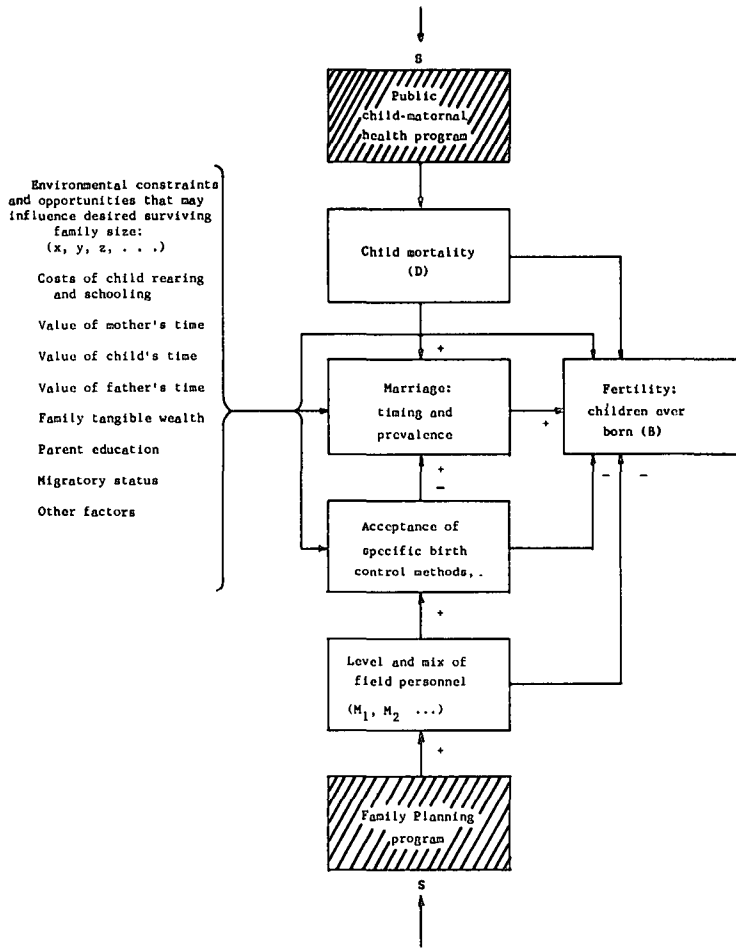 S
Public
child-maternal
health program
Environmental constraints
and opportunities that may
influence desired surviving
family size:
(x, y, z, . . .)
Costs of child rearing
and schooling
Value of mother's time
Value of child's time
Value of father's time
Family tangible wealth
Parent education
Migratory status
Other factors
Child mortality
(D)
+
Marriage:
timing and
prevalence
+
Fertility:
children ever
born (B)
+
−
− −
Acceptance of
specific birth
control methods, .
+
Level and mix of
field personnel
(M1, M2 ...)
+
Family Planning
program
S